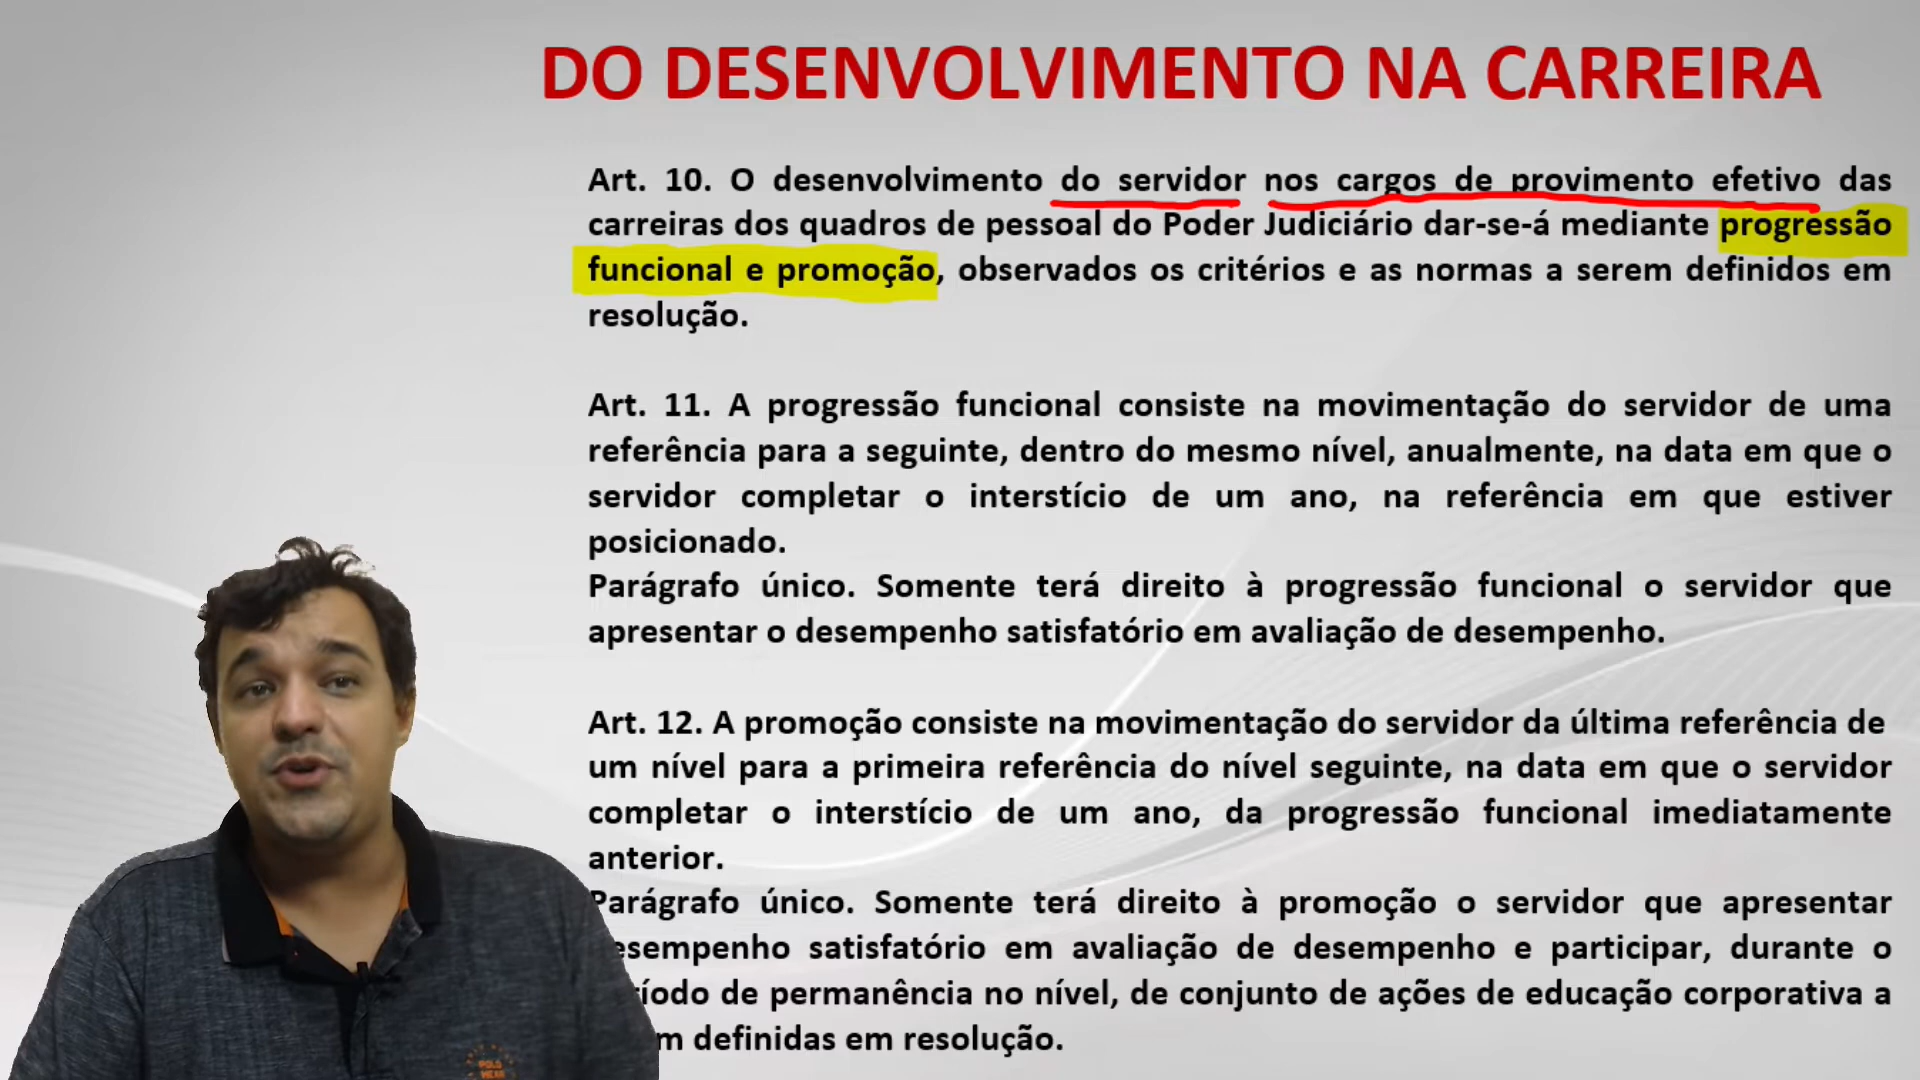 DO DESENVOLVIMENTO NA CARREIRA
Art. 10. O desenvolvimento do servidor nos cargos de provimento efetivo das
carreiras dos quadros de pessoal do Poder Judiciário dar-se-á mediante progressão
funcional e promoção, observados os critérios e as normas a serem definidos em
resolução.
Art. 11. A progressão funcional consiste na movimentação do servidor de uma
referência para a seguinte, dentro do mesmo nível, anualmente, na data em que o
servidor completar o interstício de um ano, na referência em que estiver
posicionado.
Parágrafo único. Somente terá direito à progressão funcional o servidor que
apresentar o desempenho satisfatório em avaliação de desempenho.
Art. 12. A promoção consiste na movimentação do servidor da última referência de
um nível para a primeira referência do nível seguinte, na data em que o servidor
completar o interstício de um ano, da progressão funcional imediatamente
anterior.
Parágrafo único. Somente terá direito à promoção o servidor que apresentar
esempenho satisfatório em avaliação de desempenho e participar, durante o
íodo de permanência no nível, de conjunto de ações de educação corporativa a
m definidas em resolução.
POLO
WEAR